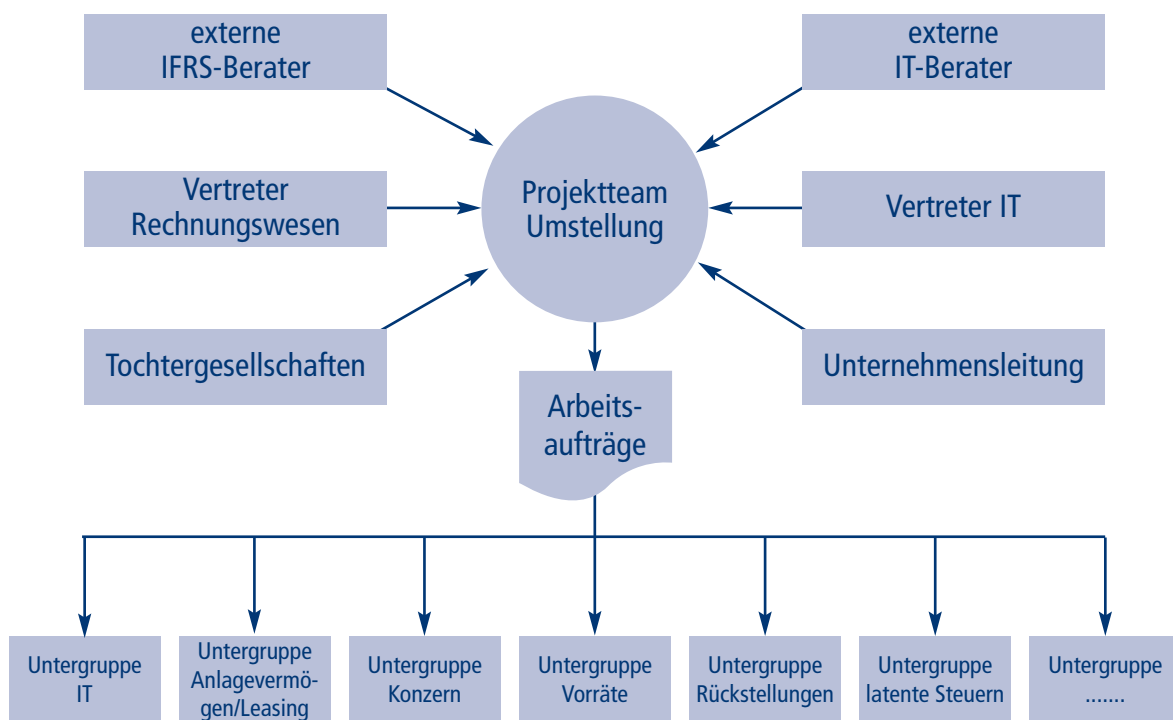 externe
IFRS-Berater
externe
IT-Berater
Projektteam
Umstellung
Vertreter
Rechnungswesen
Vertreter IT
Tochtergesellschaften
Unternehmensleitung
Arbeits-
aufträge
Untergruppe
IT
Untergruppe
Anlagevermö-
gen/Leasing
Untergruppe
Konzern
Untergruppe
Vorräte
Untergruppe
Rückstellungen
Untergruppe
latente Steuern
Untergruppe
.......